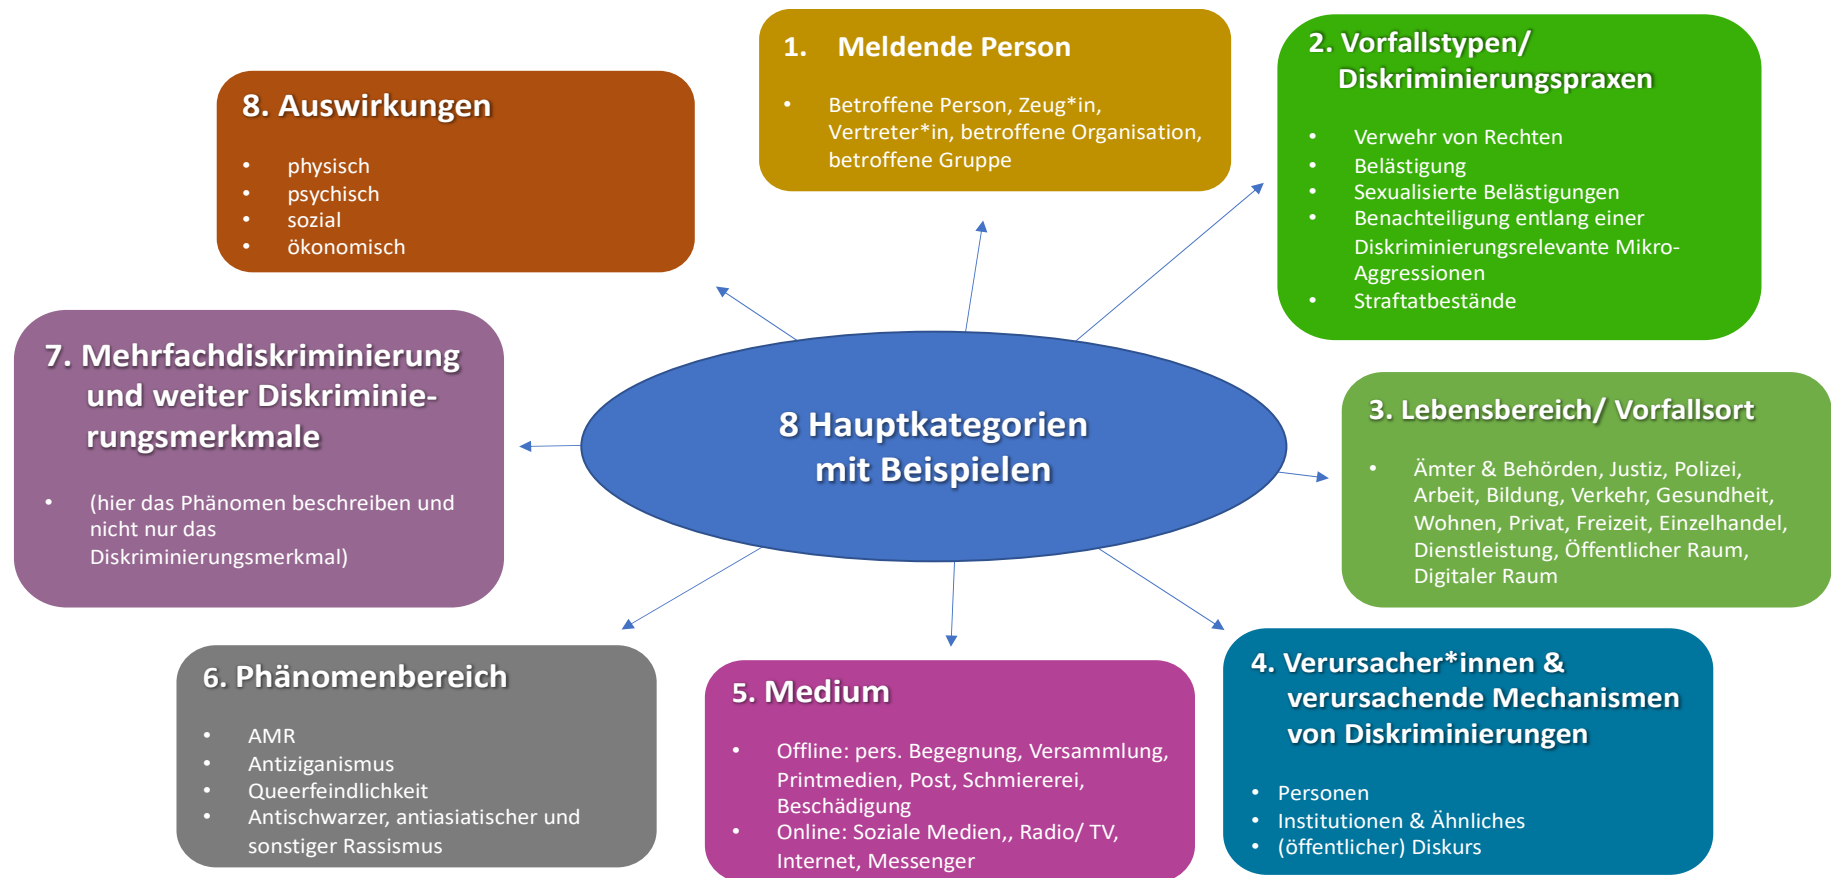 1. Meldende Person
• Betroffene Person, Zeug*in,
Vertreter*in, betroffene Organisation,
betroffene Gruppe
2. Vorfallstypen/
Diskriminierungspraxen
• Verwehr von Rechten
• Belästigung
• Sexualisierte Belästigungen
• Benachteiligung entlang einer
Diskriminierungsrelevante Mikro-
Aggressionen
• Straftatbestände
3. Lebensbereich/ Vorfallsort
• Ämter & Behörden, Justiz, Polizei,
Arbeit, Bildung, Verkehr, Gesundheit,
Wohnen, Privat, Freizeit, Einzelhandel,
Dienstleistung, Öffentlicher Raum,
Digitaler Raum
4. Verursacher*innen &
verursachende Mechanismen
von Diskriminierungen
• Personen
• Institutionen & Ähnliches
• (öffentlicher) Diskurs
5. Medium
• Offline: pers. Begegnung, Versammlung,
Printmedien, Post, Schmiererei,
Beschädigung
• Online: Soziale Medien,, Radio/ TV,
Internet, Messenger
6. Phänomenbereich
• AMR
• Antiziganismus
• Queerfeindlichkeit
• Antischwarzer, antiasiatischer und
sonstiger Rassismus
7. Mehrfachdiskriminierung
und weiter Diskriminie-
rungsmerkmale
• (hier das Phänomen beschreiben und
nicht nur das
Diskriminierungsmerkmal)
8. Auswirkungen
• physisch
• psychisch
• sozial
• ökonomisch
8 Hauptkategorien
mit Beispielen